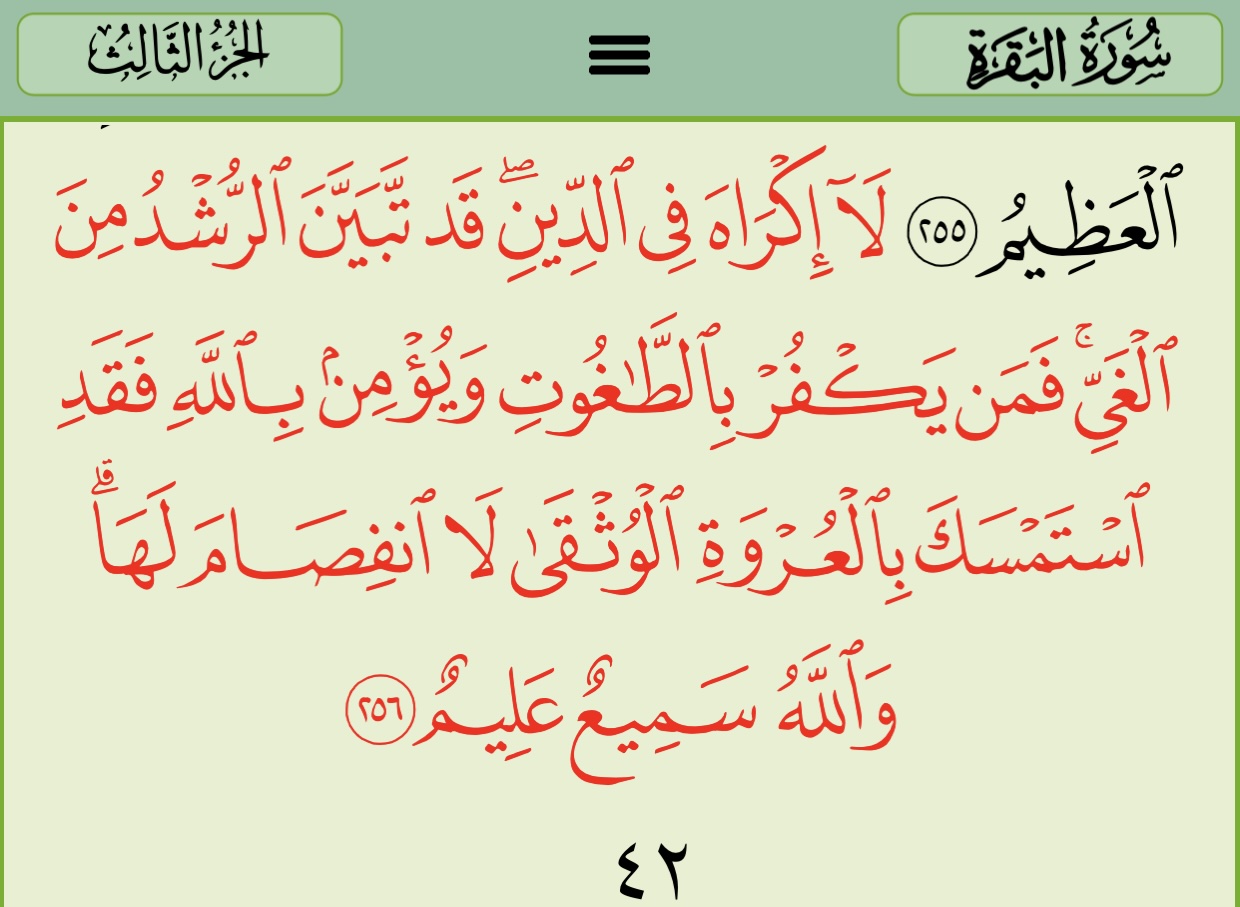 سُورَةُ البَقَرَةِ
الجُزْءُ الثَّالِثُ
ٱلۡعَظِيمُ ٢٥٥ لَآ إِكۡرَاهَ فِي ٱلدِّينِۖ قَد تَّبَيَّنَ ٱلرُّشۡدُ مِنَ
ٱلۡغَيِّۚ فَمَن يَكۡفُرۡ بِٱلطَّٰغُوتِ وَيُؤۡمِنۢ بِٱللَّهِ فَقَدِ
ٱسۡتَمۡسَكَ بِٱلۡعُرۡوَةِ ٱلۡوُثۡقَىٰ لَا ٱنفِصَامَ لَهَاۗ
وَٱللَّهُ سَمِيعٌ عَلِيمٌ ٢٥٦
٤٢